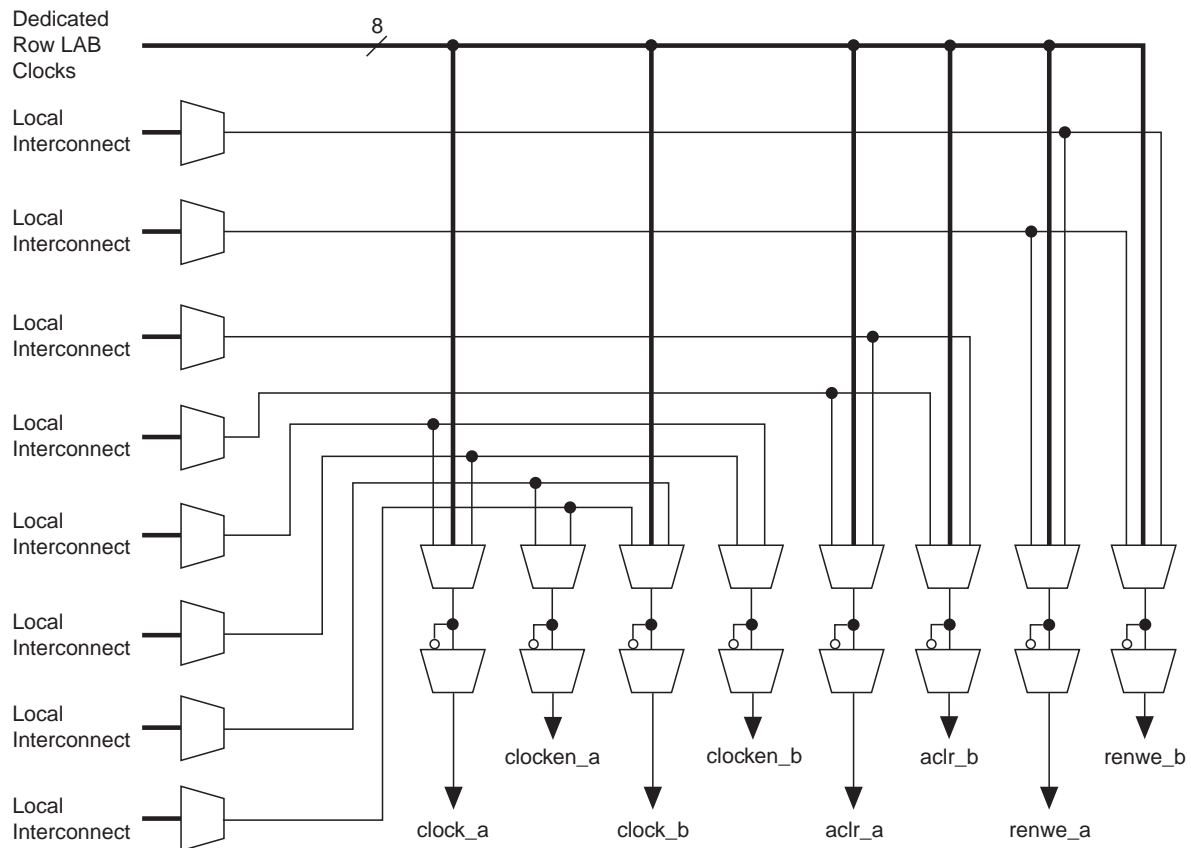 Dedicated
Row LAB
Clocks
8
Local
Interconnect
Local
Interconnect
Local
Interconnect
Local
Interconnect
Local
Interconnect
Local
Interconnect
Local
Interconnect
Local
Interconnect
clocken_a
clocken_b
aclr_b
renwe_b
clock_a
clock_b
aclr_a
renwe_a